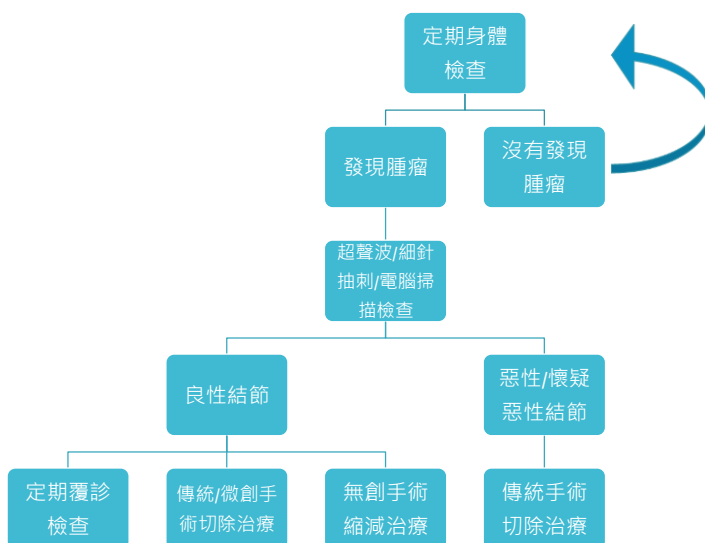 定期身體
檢查
發現腫瘤
沒有發現
腫瘤
超聲波/細針
抽刺/電腦掃
描檢查
良性結節
惡性/懷疑
惡性結節
定期覆診
檢查
傳統/微創手
術切除治療
無創手術
縮減治療
傳統手術
切除治療